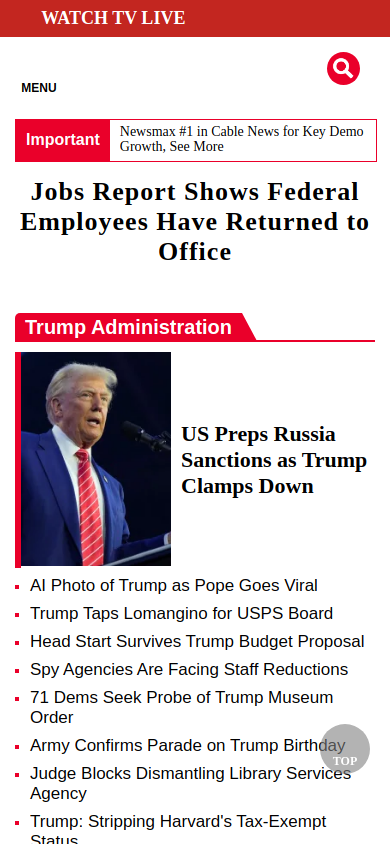 WATCH TV LIVE
MENU
Important
Newsmax #1 in Cable News for Key Demo
Growth, See More
Jobs Report Shows Federal
Employees Have Returned to
Office
Trump Administration
US Preps Russia
Sanctions as Trump
Clamps Down
AI Photo of Trump as Pope Goes Viral
Trump Taps Lomangino for USPS Board
Head Start Survives Trump Budget Proposal
Spy Agencies Are Facing Staff Reductions
71 Dems Seek Probe of Trump Museum
Order
Army Confirms Parade on Trump Birthday
TOP
Judge Blocks Dismantling Library Services
Agency
Trump: Stripping Harvard's Tax-Exempt
Status